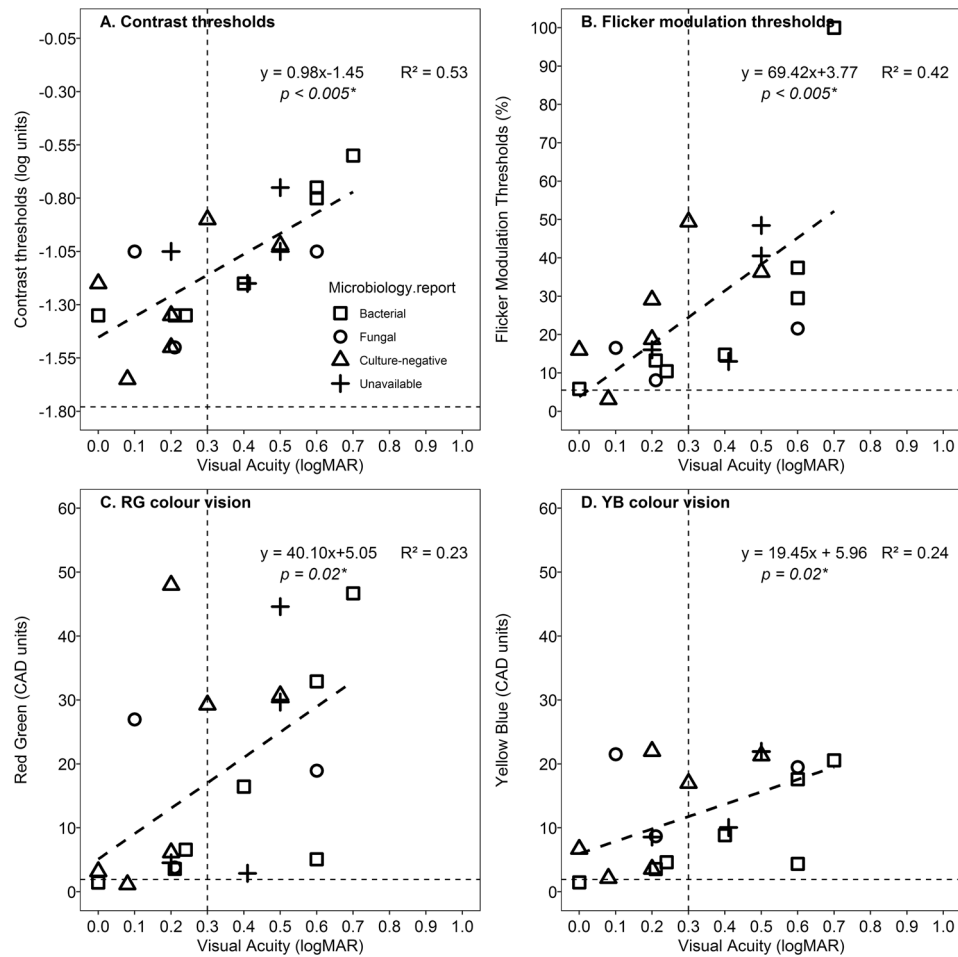 A. Contrast thresholds
y = 0.98x-1.45 R² = 0.53
p < 0.005*
Contrast thresholds (log units)
-0.05
-0.30
-0.55
-0.80
-1.05
-1.30
-1.55
-1.80
Microbiology.report
Bacterial
Fungal
Culture-negative
Unavailable
0.0 0.1 0.2 0.3 0.4 0.5 0.6 0.7 0.8 0.9 1.0
Visual Acuity (logMAR)
B. Flicker modulation thresholds
y = 69.42x+3.77 R² = 0.42
p < 0.005*
Flicker Modulation Thresholds (%)
100
90
80
70
60
50
40
30
20
10
0
0.0 0.1 0.2 0.3 0.4 0.5 0.6 0.7 0.8 0.9 1.0
Visual Acuity (logMAR)
C. RG colour vision
y = 40.10x+5.05 R² = 0.23
p = 0.02*
Red Green (CAD units)
60
50
40
30
20
10
0
0.0 0.1 0.2 0.3 0.4 0.5 0.6 0.7 0.8 0.9 1.0
Visual Acuity (logMAR)
D. YB colour vision
y = 19.45x + 5.96 R² = 0.24
p = 0.02*
Yellow Blue (CAD units)
60
50
40
30
20
10
0
0.0 0.1 0.2 0.3 0.4 0.5 0.6 0.7 0.8 0.9 1.0
Visual Acuity (logMAR)